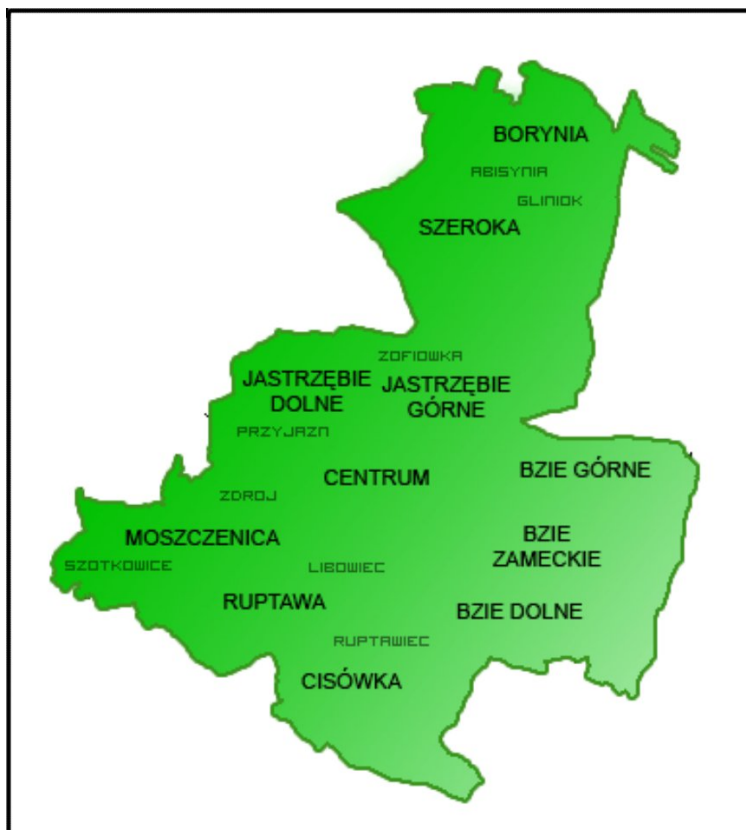 BORYNIA
ABISYNIA
GLINIOK
SZEROKA
ZOFIOWKA
JASTRZĘBIE
DOLNE
JASTRZĘBIE
GÓRNE
PRZYJAZN
CENTRUM
BZIE GÓRNE
ZDROJ
MOSZCZENICA
BZIE
ZAMECKIE
SZOTKOWICE
LIBOWIEC
RUPTAWA
BZIE DOLNE
RUPTAWIEC
CISÓWKA